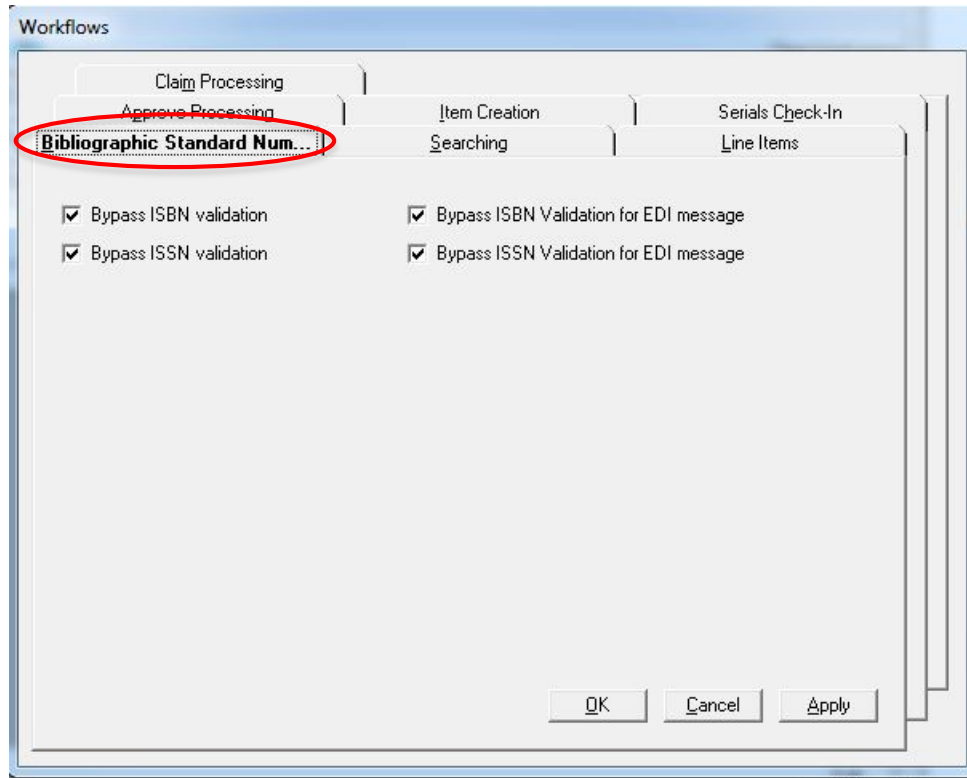 Workflows
Claim Processing
Approve Processing Item Creation Serials Check-In
Bibliographic Standard Num... Searching Line Items
Bypass ISBN validation Bypass ISBN Validation for EDI message
Bypass ISSN validation Bypass ISSN Validation for EDI message
OK Cancel Apply